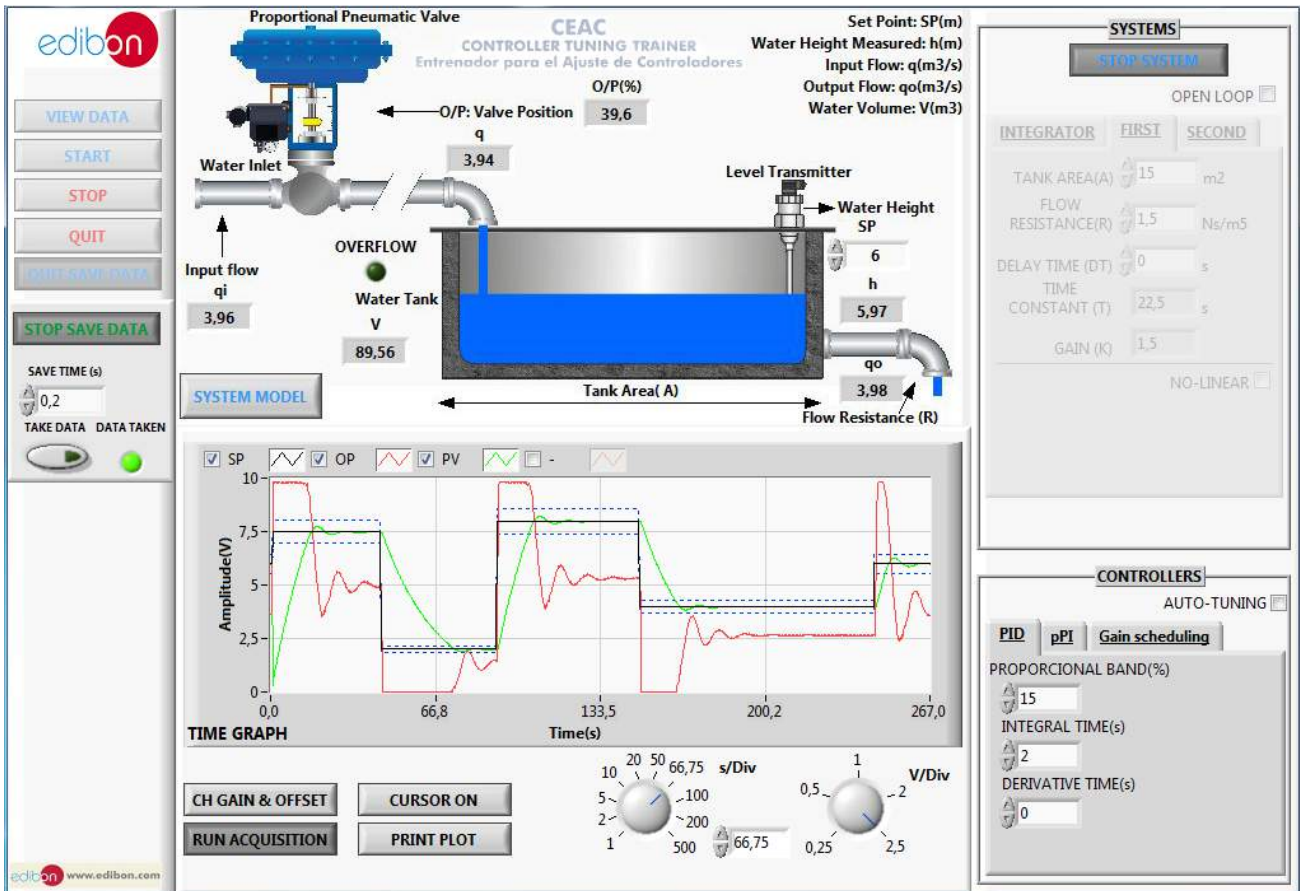 edibon
VIEW DATA
START
STOP
QUIT
QUIT SAVE DATA
STOP SAVE DATA
SAVE TIME (s)
0,2
TAKE DATA DATA TAKEN
edibon www.edibon.com
Proportional Pneumatic Valve
CEAC
CONTROLLER TUNING TRAINER
Entrenador para el Ajuste de Controladores
Set Point: SP(m)
Water Height Measured: h(m)
Input Flow: q(m3/s)
Output Flow: qo(m3/s)
Water Volume: V(m3)
O/P(%)
O/P: Valve Position 39,6
q
3,94
Water Inlet
Level Transmitter
Water Height
SP
6
h
5,97
OVERFLOW
Input flow
qi
3,96
Water Tank
V
89,56
qo
3,98
Tank Area( A)
Flow Resistance (R)
SYSTEM MODEL
SP OP PV -
Amplitude(V)
10
7,5
5
2,5
0
0,0 66,8 133,5 200,2 267,0
TIME GRAPH Time(s)
CH GAIN & OFFSET CURSOR ON
RUN ACQUISITION PRINT PLOT
s/Div
1 2 5 10 20 50 66,75 100 200 500
66,75
V/Div
0,25 0,5 1 2 2,5
SYSTEMS
STOP SYSTEM
OPEN LOOP
INTEGRATOR FIRST SECOND
TANK AREA(A) 15 m2
FLOW
RESISTANCE(R) 1,5 Ns/m5
DELAY TIME (DT) 0 s
TIME
CONSTANT (T) 22,5 s
GAIN (K) 1,5
NO-LINEAR
CONTROLLERS
AUTO-TUNING
PID pPI Gain scheduling
PROPORCIONAL BAND(%)
15
INTEGRAL TIME(s)
2
DERIVATIVE TIME(s)
0